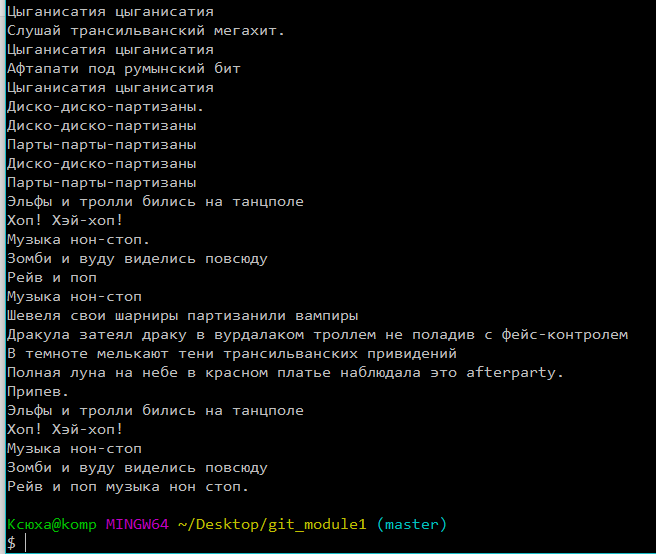 Цыганисатия цыганисатия
Слушай трансильванский мегахит.
Цыганисатия цыганисатия
Афтапати под румынский бит
Цыганисатия цыганисатия
Диско-диско-партизаны.
Диско-диско-партизаны
Парты-парты-партизаны
Диско-диско-партизаны
Парты-парты-партизаны
Эльфы и тролли бились на танцполе
Хоп! Хэй-хоп!
Музыка нон-стоп.
Зомби и вуду виделись повсюду
Рейв и поп
Музыка нон-стоп
Шевеля свои шарниры партизанили вампиры
Дракула затеял драку в вурдалаком троллем не поладив с фейс-контролем
В темноте мелькают тени трансильванских привидений
Полная луна на небе в красном платье наблюдала это afterparty.
Припев.
Эльфы и тролли бились на танцполе
Хоп! Хэй-хоп!
Музыка нон-стоп
Зомби и вуду виделись повсюду
Рейв и поп музыка нон стоп.
Ксюха@komp MINGW64 ~/Desktop/git_module1 (master)
$